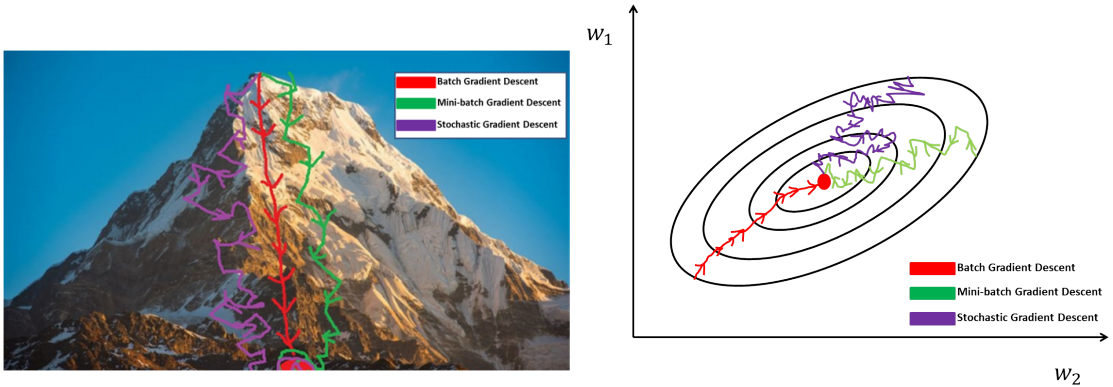 Batch Gradient Descent
Mini-batch Gradient Descent
Stochastic Gradient Descent
w₁
Batch Gradient Descent
Mini-batch Gradient Descent
Stochastic Gradient Descent
w₂